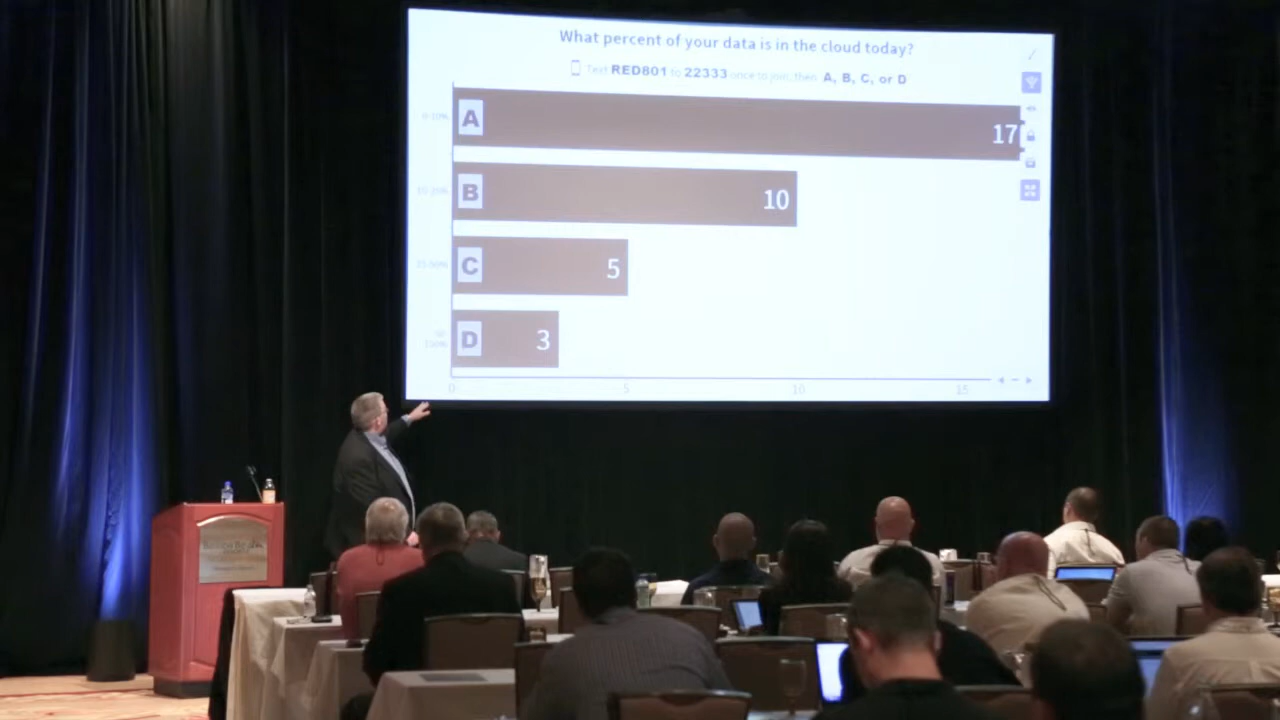 What percent of your data is in the cloud today?
Text RED801 to 22333 once to join, then A, B, C, or D
A
17
B
10
C
5
D
3
100%
0
5
10
15